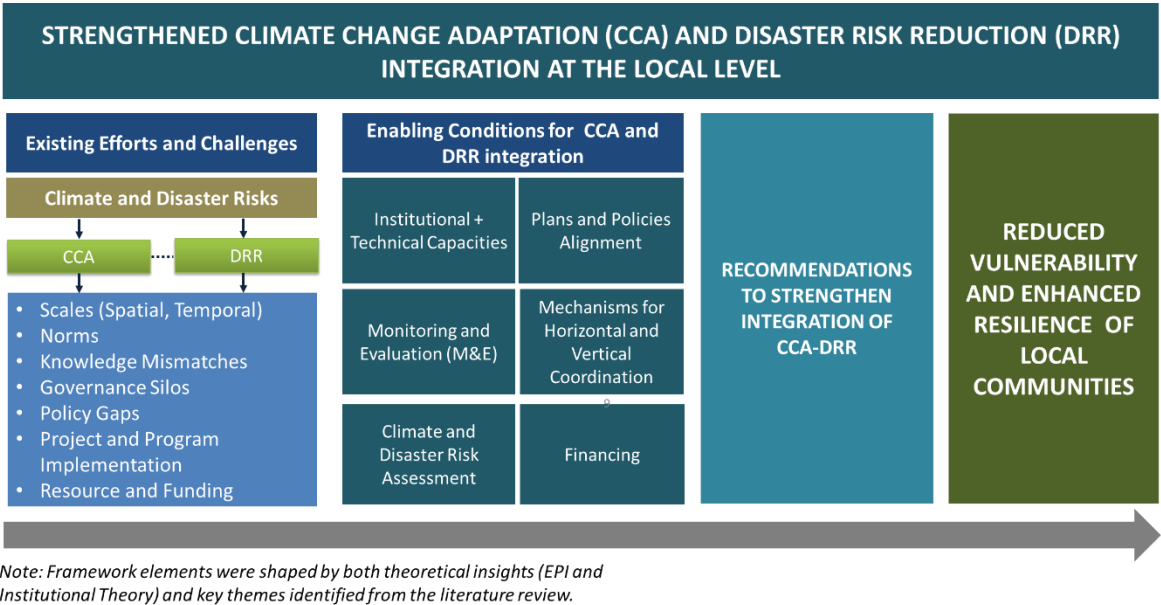 STRENGTHENED CLIMATE CHANGE ADAPTATION (CCA) AND DISASTER RISK REDUCTION (DRR)
INTEGRATION AT THE LOCAL LEVEL
Existing Efforts and Challenges
Climate and Disaster Risks
CCA
DRR
• Scales (Spatial, Temporal)
• Norms
• Knowledge Mismatches
• Governance Silos
• Policy Gaps
• Project and Program
Implementation
• Resource and Funding
Enabling Conditions for CCA and
DRR integration
Institutional +
Technical Capacities
Plans and Policies
Alignment
Monitoring and
Evaluation (M&E)
Mechanisms for
Horizontal and
Vertical
Coordination
9
Climate and
Disaster Risk
Assessment
Financing
RECOMMENDATIONS
TO STRENGTHEN
INTEGRATION OF
CCA-DRR
REDUCED
VULNERABILITY
AND ENHANCED
RESILIENCE OF
LOCAL
COMMUNITIES
Note: Framework elements were shaped by both theoretical insights (EPI and
Institutional Theory) and key themes identified from the literature review.